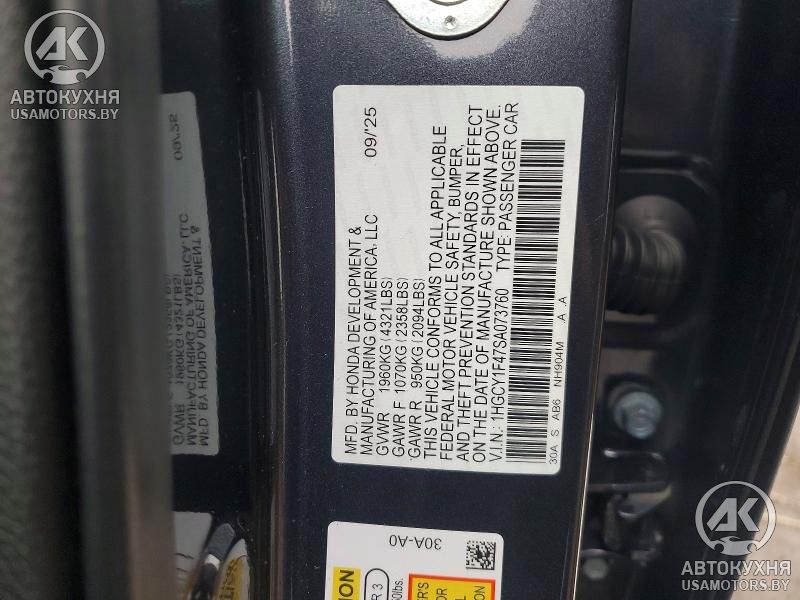 AK
АВТОКУХНЯ
USAMOTORS.BY
MFD. BY HONDA DEVELOPMENT &
MANUFACTURING OF AMERICA, LLC 09/'25
GVWR 1960KG (4321LBS)
GAWR F 1070KG (2358LBS)
GAWR R 950KG (2094LBS)
THIS VEHICLE CONFORMS TO ALL APPLICABLE
FEDERAL MOTOR VEHICLE SAFETY, BUMPER,
AND THEFT PREVENTION STANDARDS IN EFFECT
ON THE DATE OF MANUFACTURE SHOWN ABOVE.
V.I.N.: 1HGCY1F47SA073760 TYPE: PASSENGER CAR
30A S AB6 NH904M .A .A
30A-A0
AK
АВТОКУХНЯ
USAMOTORS.BY